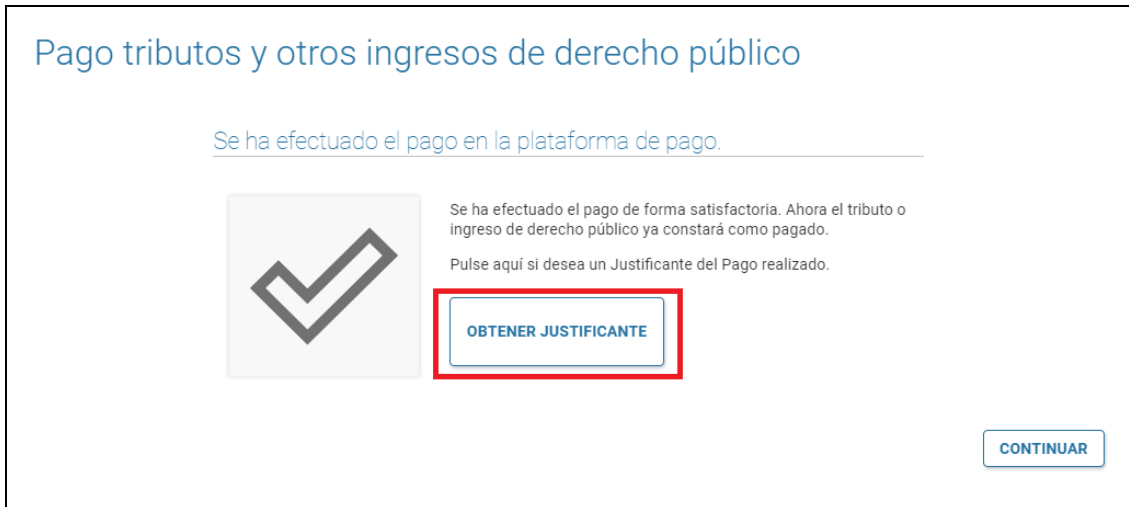 Pago tributos y otros ingresos de derecho público
Se ha efectuado el pago en la plataforma de pago.
Se ha efectuado el pago de forma satisfactoria. Ahora el tributo o
ingreso de derecho público ya constará como pagado.
Pulse aquí si desea un Justificante del Pago realizado.
OBTENER JUSTIFICANTE
CONTINUAR